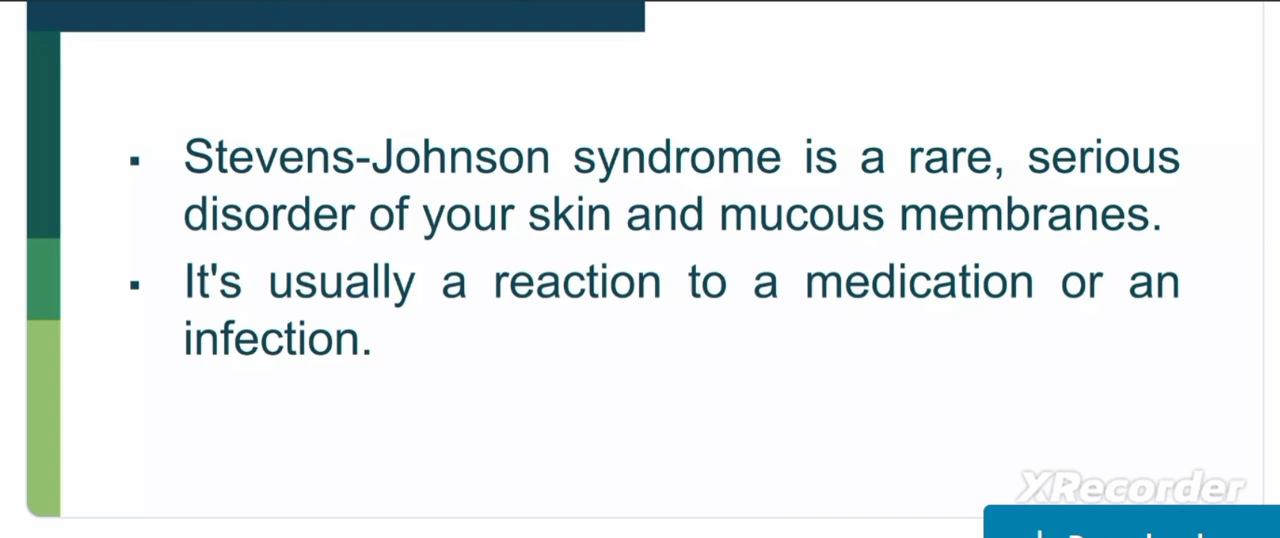 ▪ Stevens-Johnson syndrome is a rare, serious
disorder of your skin and mucous membranes.
▪ It's usually a reaction to a medication or an
infection.
XRecorder